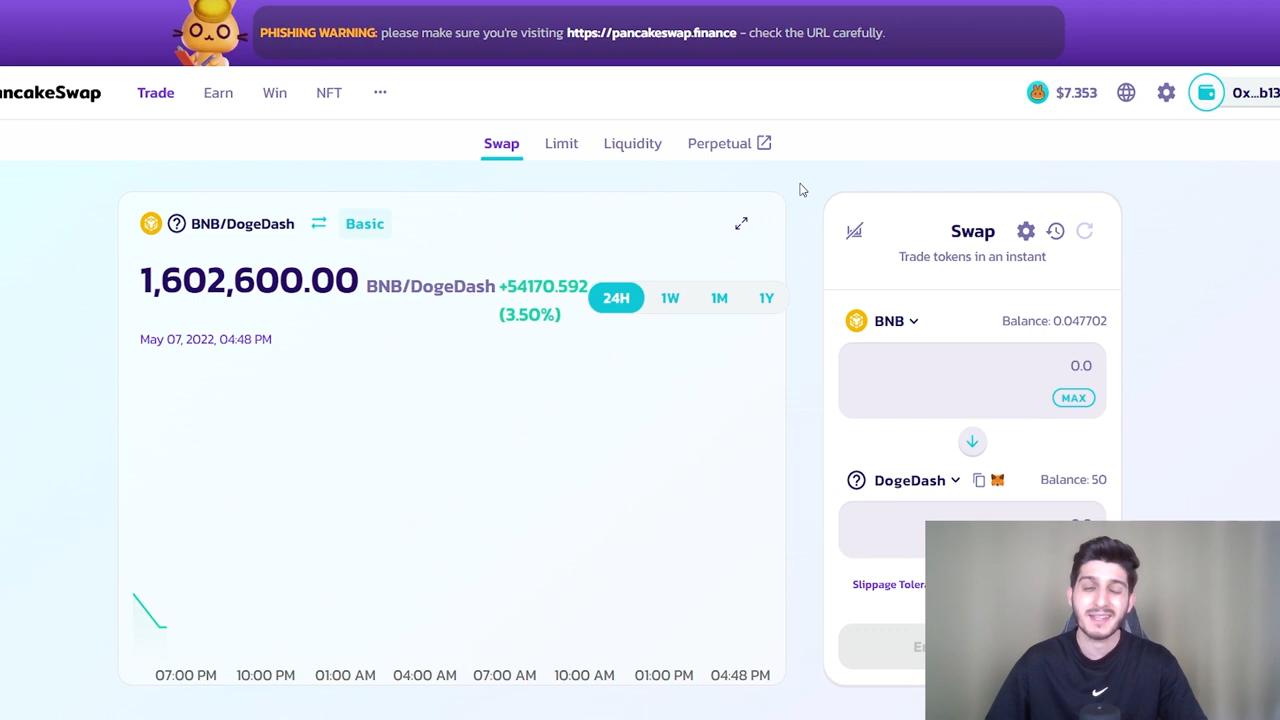 PHISHING WARNING: please make sure you're visiting https://pancakeswap.finance - check the URL carefully.
ancakeSwap Trade Earn Win NFT ··· $7.353 0x...b13
Swap Limit Liquidity Perpetual
BNB/DogeDash Basic
1,602,600.00 BNB/DogeDash +54170.592 (3.50%)
24H 1W 1M 1Y
May 07, 2022, 04:48 PM
07:00 PM 10:00 PM 01:00 AM 04:00 AM 07:00 AM 10:00 AM 01:00 PM 04:48 PM
Swap
Trade tokens in an instant
BNB Balance: 0.047702
0.0
MAX
DogeDash Balance: 50
Slippage Toler